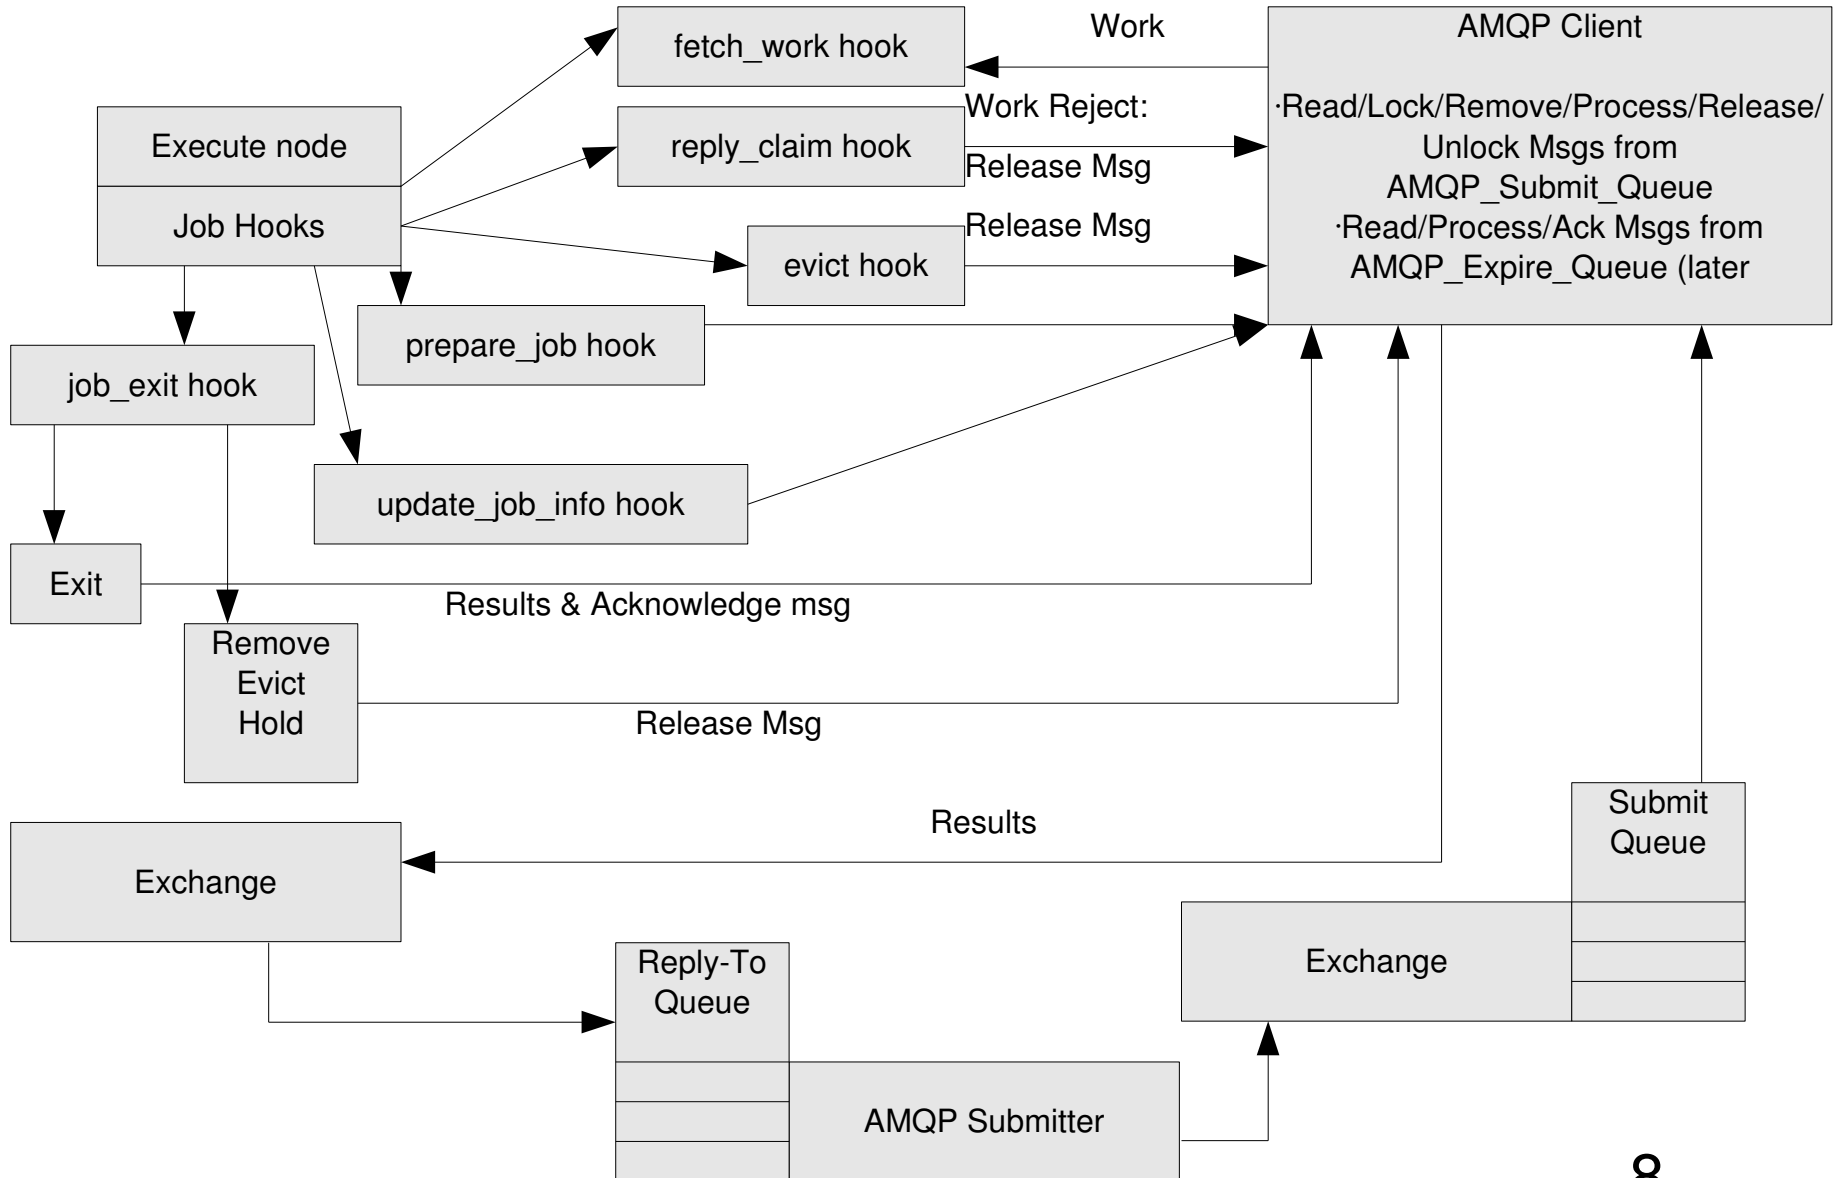 fetch_work hook
Work
AMQP Client
·Read/Lock/Remove/Process/Release/
Unlock Msgs from
AMQP_Submit_Queue
·Read/Process/Ack Msgs from
AMQP_Expire_Queue (later
Execute node
Job Hooks
reply_claim hook
Work Reject:
Release Msg
Release Msg
evict hook
prepare_job hook
job_exit hook
update_job_info hook
Exit
Results & Acknowledge msg
Remove
Evict
Hold
Release Msg
Results
Submit
Queue
Exchange
Exchange
Reply-To
Queue
AMQP Submitter
8